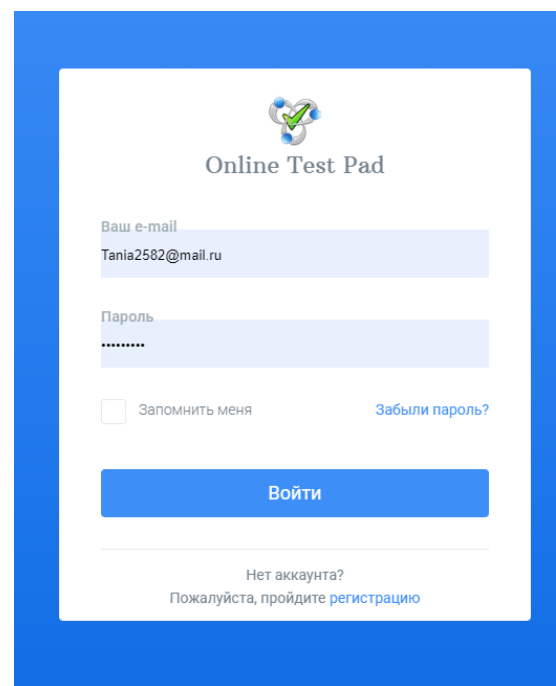 Online Test Pad
Ваш e-mail
Tania2582@mail.ru
Пароль
•••••••••
Запомнить меня
Забыли пароль?
Войти
Нет аккаунта?
Пожалуйста, пройдите регистрацию